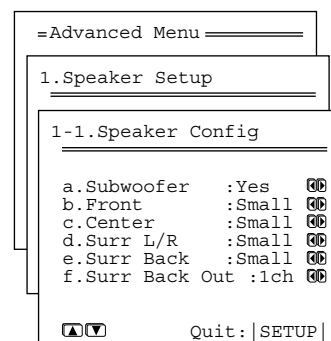 =Advanced Menu
1.Speaker Setup
1-1.Speaker Config
a.Subwoofer :Yes
b.Front :Small
c.Center :Small
d.Surr L/R :Small
e.Surr Back :Small
f.Surr Back Out :1ch
Quit:|SETUP|